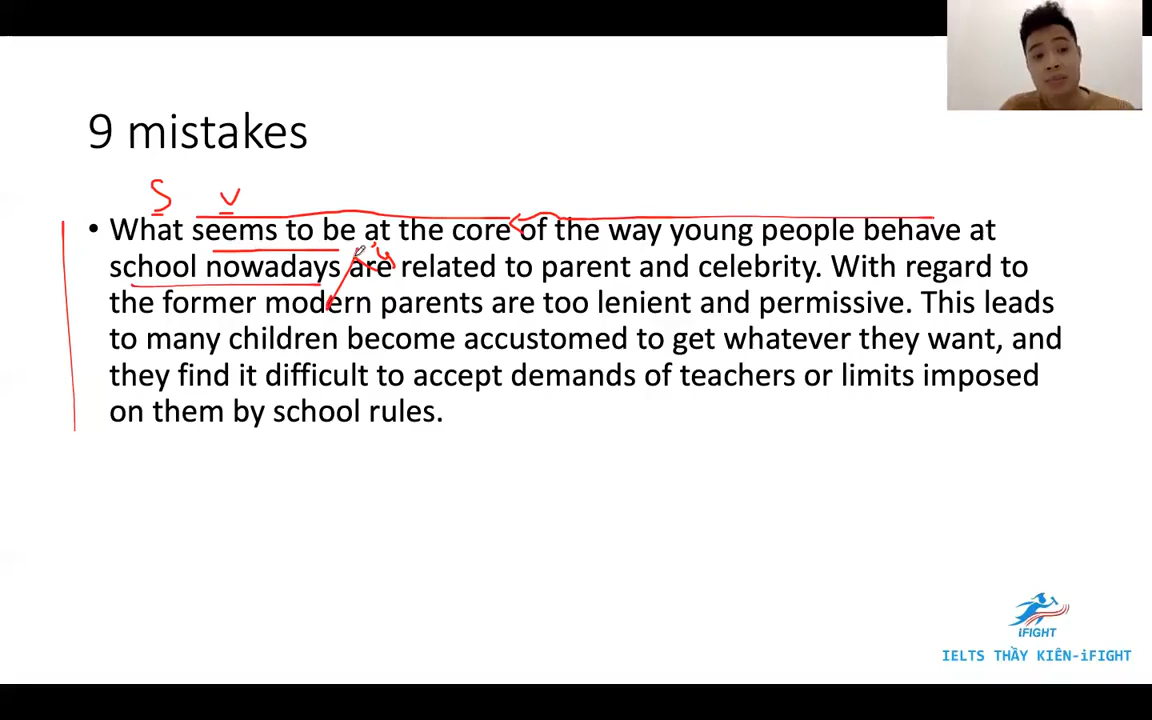 9 mistakes
S V
• What seems to be at the core of the way young people behave at
school nowadays are related to parent and celebrity. With regard to
the former modern parents are too lenient and permissive. This leads
to many children become accustomed to get whatever they want, and
they find it difficult to accept demands of teachers or limits imposed
on them by school rules.
iFIGHT
IELTS THẦY KIÊN-iFIGHT